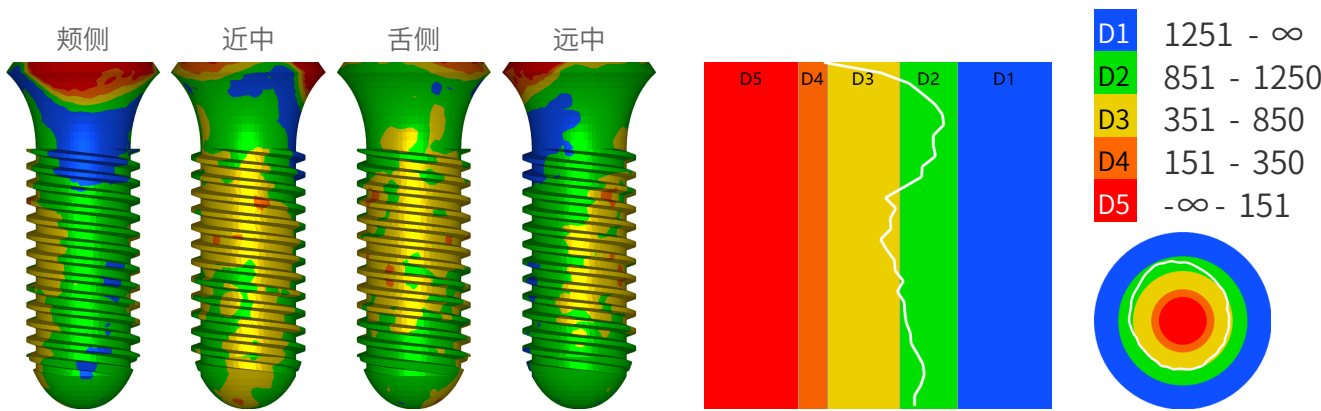 颊侧
近中
舌侧
远中
D5
D4
D3
D2
D1
D1 1251 - ∞
D2 851 - 1250
D3 351 - 850
D4 151 - 350
D5 -∞ - 151